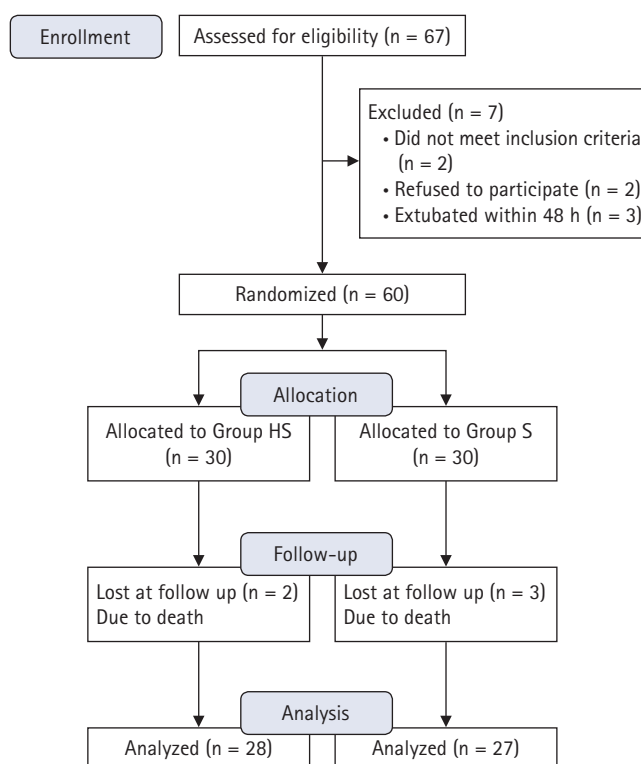 Enrollment
Assessed for eligibility (n = 67)
Excluded (n = 7)
• Did not meet inclusion criteria
(n = 2)
• Refused to participate (n = 2)
• Extubated within 48 h (n = 3)
Randomized (n = 60)
Allocation
Allocated to Group HS
(n = 30)
Allocated to Group S
(n = 30)
Follow-up
Lost at follow up (n = 2)
Due to death
Lost at follow up (n = 3)
Due to death
Analysis
Analyzed (n = 28)
Analyzed (n = 27)